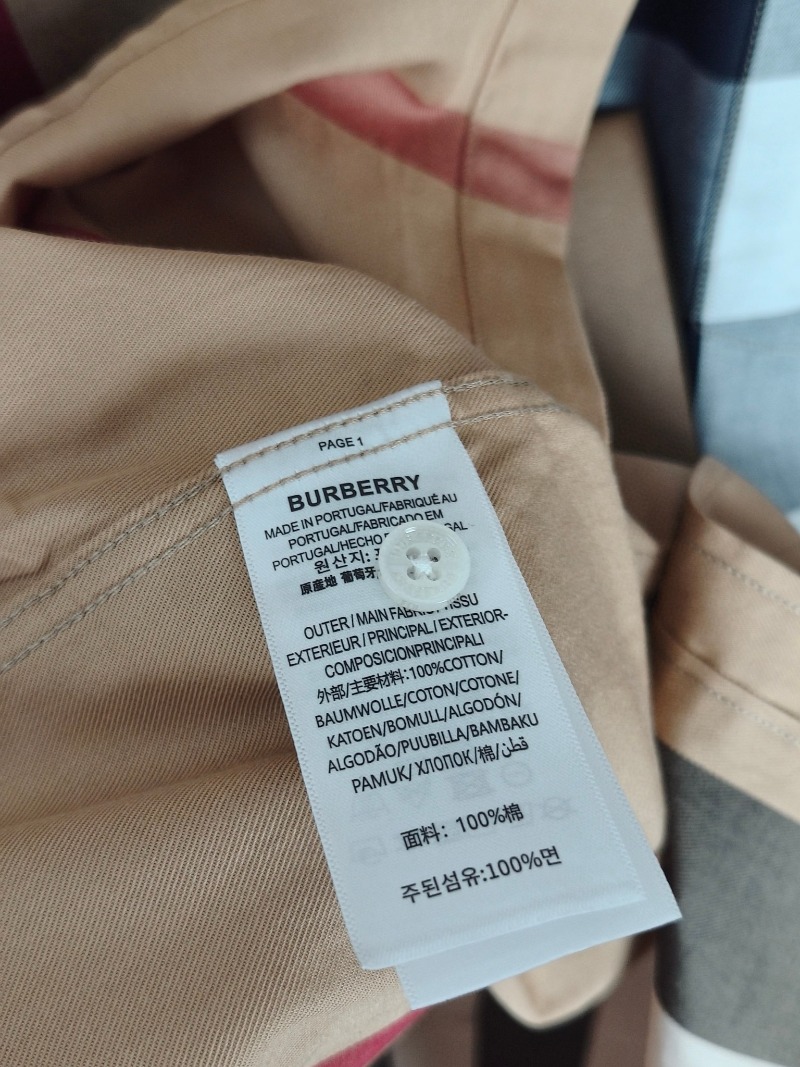 PAGE 1
BURBERRY
MADE IN PORTUGAL/FABRIQUÉ AU
PORTUGAL/FABRICADO EM
PORTUGAL/HECHO
원산지:
原産地 葡萄牙
OUTER / MAIN FABRIC / TISSU
EXTERIEUR / PRINCIPAL / EXTERIOR-
COMPOSICIONPRINCIPALI
外部/主要材料:100%COTTON/
BAUMWOLLE/COTON/COTONE/
KATOEN/BOMULL/ALGODÓN/
ALGODÃO/PUUBILLA/BAMBAKU
PAMUK/ ХЛОПОК/棉/قطن
面料: 100%棉
주된섬유:100%면